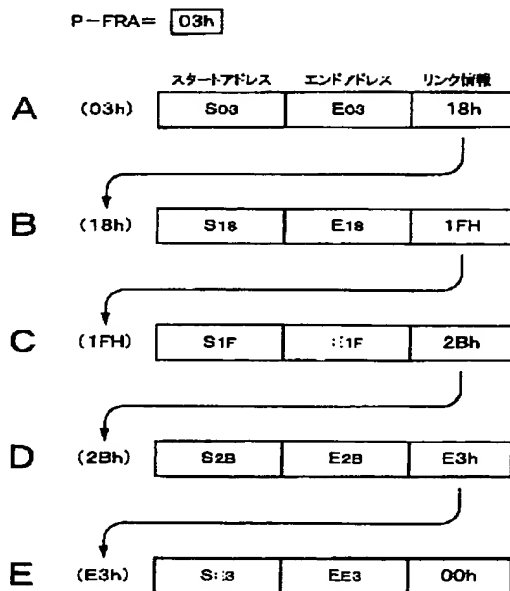 P-FRA= 03h
スタートアドレス エンドアドレス リンク情報
A (03h) S03 E03 18h
B (18h) S18 E18 1FH
C (1FH) S1F 2Bh
D (2Bh) S2B E2B E3h
E (E3h) EE3 00h